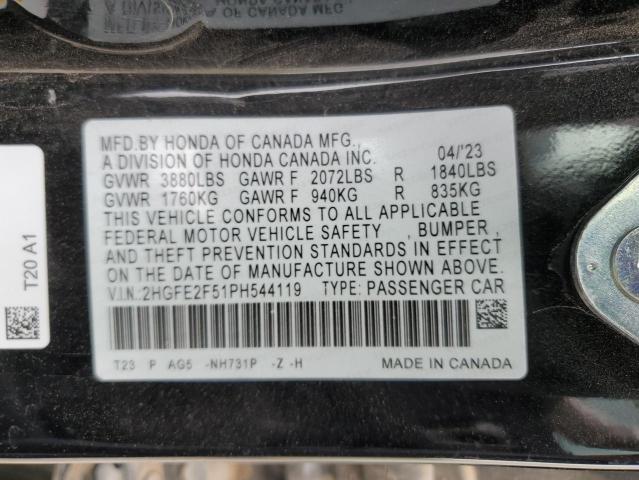 MFD.BY HONDA OF CANADA MFG.,
A DIVISION OF HONDA CANADA INC. 04/'23
GVWR 3880LBS GAWR F 2072LBS R 1840LBS
GVWR 1760KG GAWR F 940KG R 835KG
THIS VEHICLE CONFORMS TO ALL APPLICABLE
FEDERAL MOTOR VEHICLE SAFETY , BUMPER ,
AND THEFT PREVENTION STANDARDS IN EFFECT
ON THE DATE OF MANUFACTURE SHOWN ABOVE.
V.I.N.:2HGFE2F51PH544119 TYPE: PASSENGER CAR
T23 P AG5 -NH731P -Z -H MADE IN CANADA
T20 A1